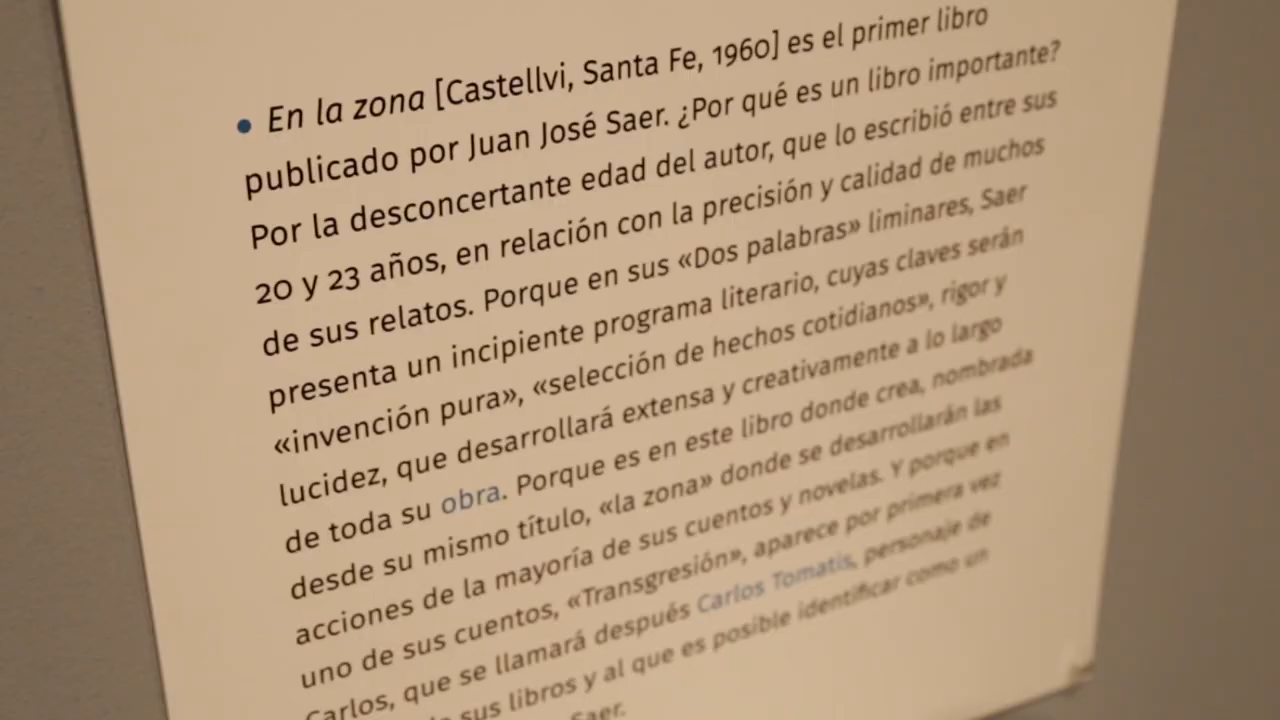 • En la zona [Castellvi, Santa Fe, 1960] es el primer libro
publicado por Juan José Saer. ¿Por qué es un libro importante?
Por la desconcertante edad del autor, que lo escribió entre sus
20 y 23 años, en relación con la precisión y calidad de muchos
de sus relatos. Porque en sus «Dos palabras» liminares, Saer
presenta un incipiente programa literario, cuyas claves serán
«invención pura», «selección de hechos cotidianos», rigor y
lucidez, que desarrollará extensa y creativamente a lo largo
de toda su obra. Porque es en este libro donde crea, nombrada
desde su mismo título, «la zona» donde se desarrollarán las
acciones de la mayoría de sus cuentos y novelas. Y porque en
uno de sus cuentos, «Transgresión», aparece por primera vez
Carlos, que se llamará después Carlos Tomatis, personaje de
sus libros y al que es posible identificar como un
Saer.